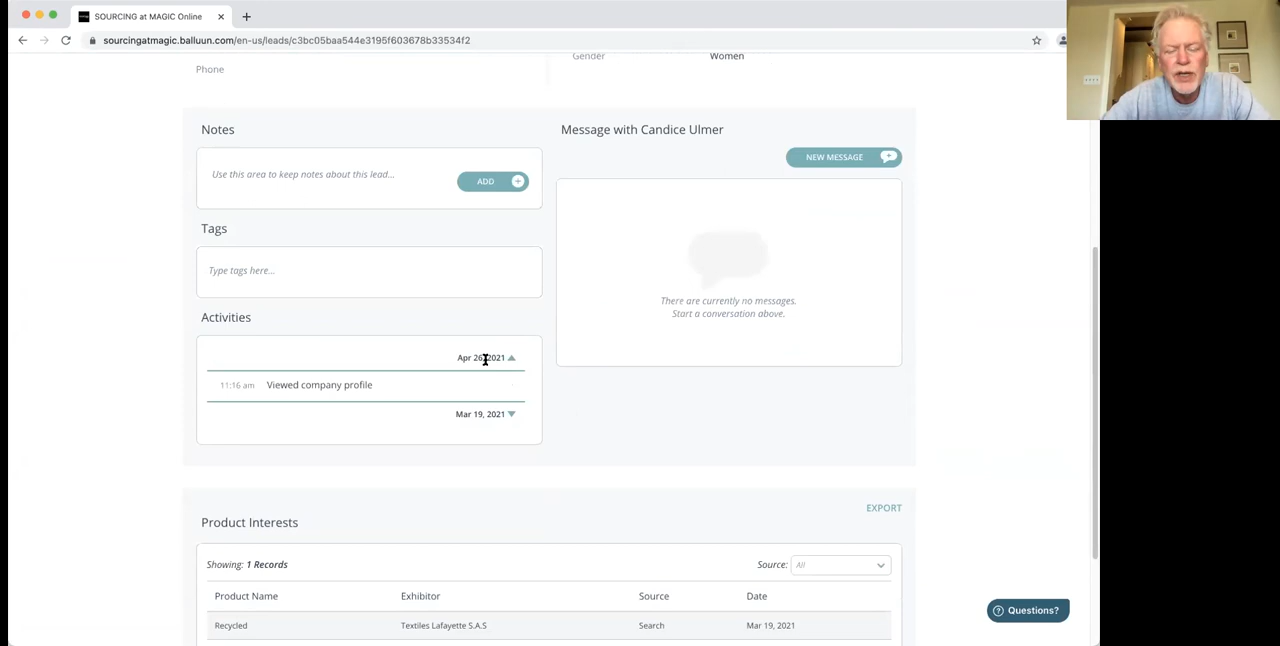 SOURCING at MAGIC Online
sourcingatmagic.balluun.com/en-us/leads/c3bc05baa544e3195f603678b33534f2
Gender Women
Phone
Notes
Message with Candice Ulmer
NEW MESSAGE
Use this area to keep notes about this lead...
ADD
Tags
Type tags here...
There are currently no messages.
Start a conversation above.
Activities
Apr 26, 2021
11:16 am Viewed company profile
Mar 19, 2021
EXPORT
Product Interests
Showing: 1 Records
Source: All
Product Name Exhibitor Source Date
Recycled Textiles Lafayette S.A.S Search Mar 19, 2021
Questions?